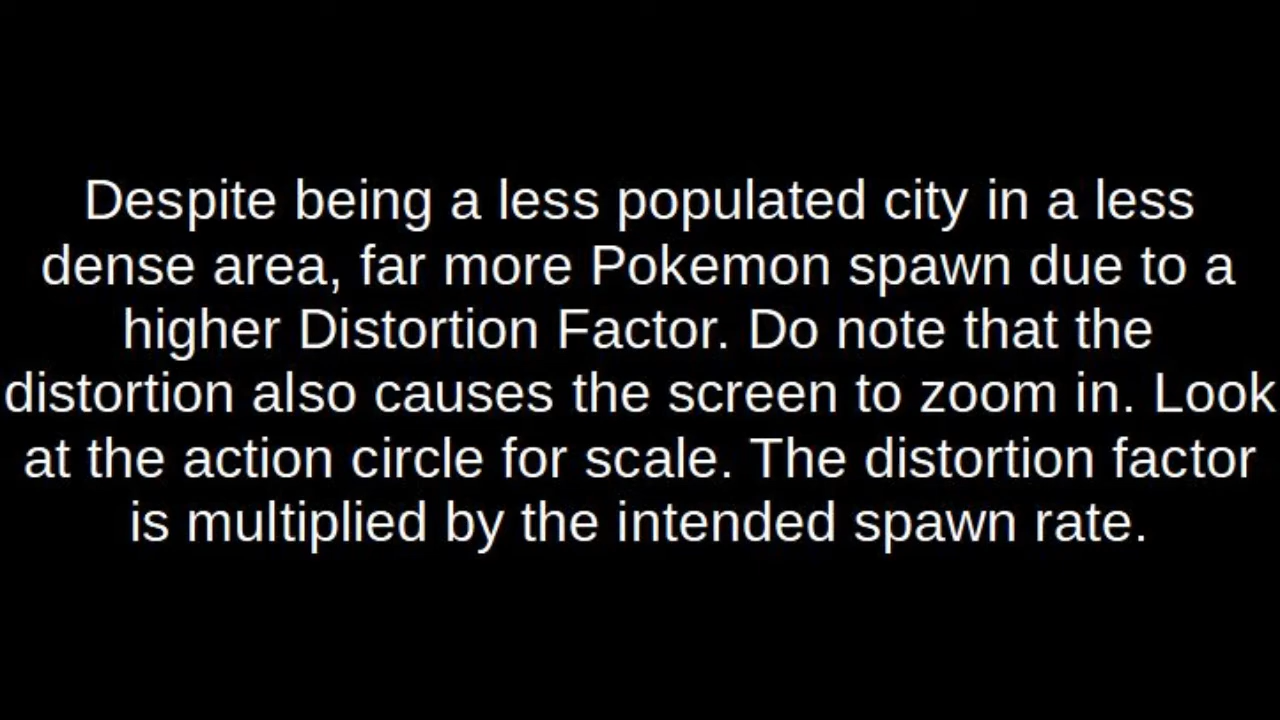 Despite being a less populated city in a less
dense area, far more Pokemon spawn due to a
higher Distortion Factor. Do note that the
distortion also causes the screen to zoom in. Look
at the action circle for scale. The distortion factor
is multiplied by the intended spawn rate.